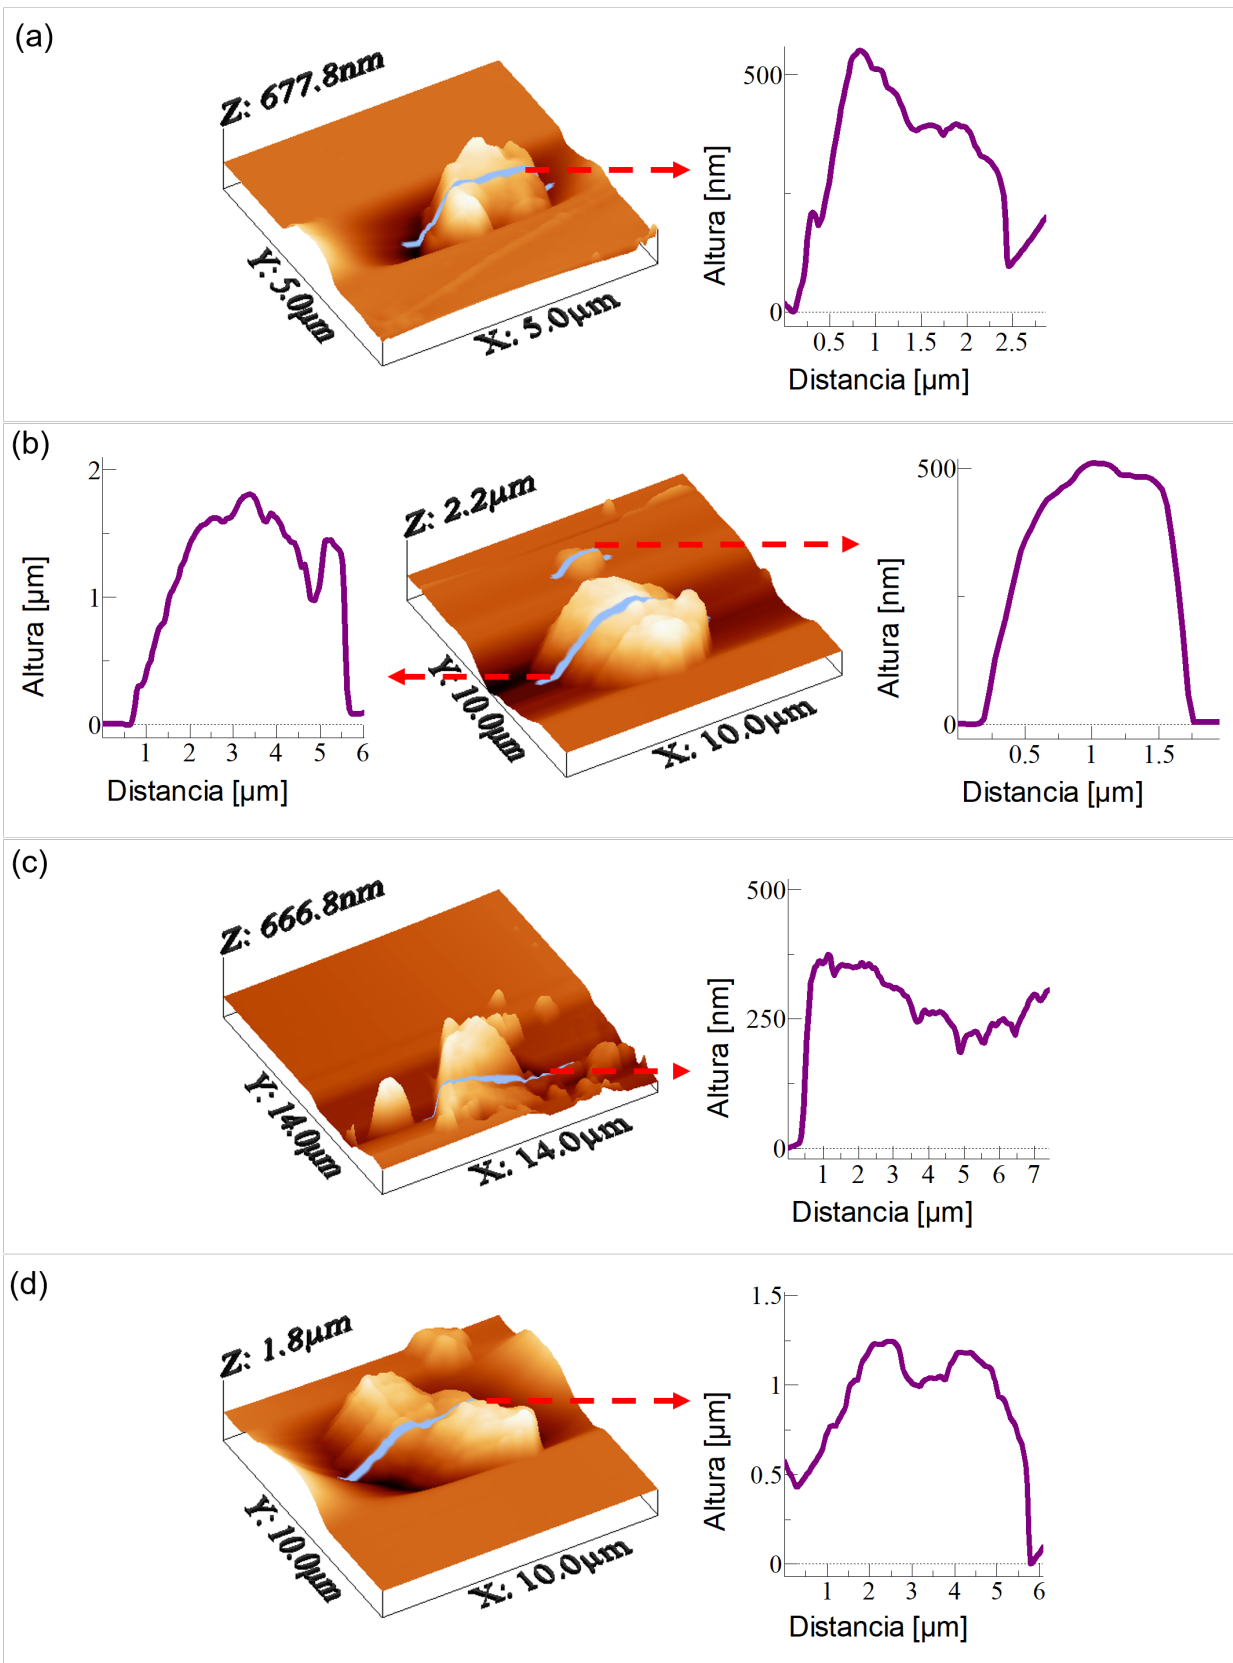 (a)
Z: 677.8nm
Y: 5.0µm
X: 5.0µm
Altura [nm]
500
0
0.5 1 1.5 2 2.5
Distancia [µm]
(b)
Altura [µm]
2
1
0
1 2 3 4 5 6
Distancia [µm]
Z: 2.2µm
Y: 10.0µm
X: 10.0µm
Altura [nm]
500
0
0.5 1 1.5
Distancia [µm]
(c)
Z: 666.8nm
Y: 14.0µm
X: 14.0µm
Altura [nm]
500
250
0
1 2 3 4 5 6 7
Distancia [µm]
(d)
Z: 1.8µm
Y: 10.0µm
X: 10.0µm
Altura [µm]
1.5
1
0.5
0
1 2 3 4 5 6
Distancia [µm]